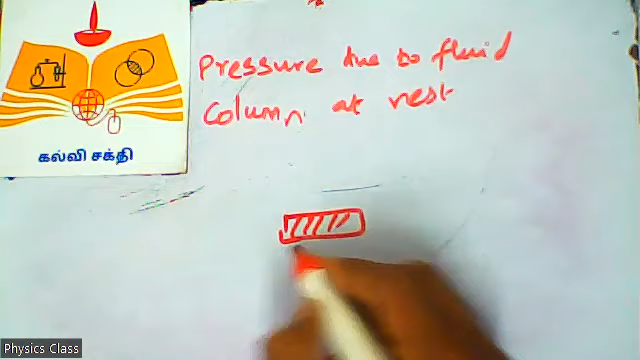 Pressure due to fluid
column at rest
கல்வி சக்தி
Physics Class